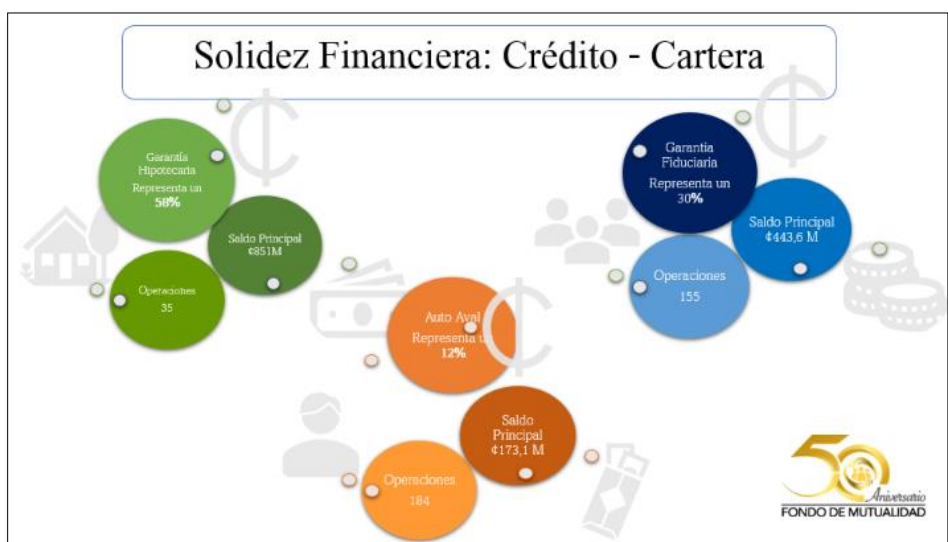 Solidez Financiera: Crédito - Cartera
Garantía
Hipotecaria
Representa un
58%
Saldo Principal
¢851M
Operaciones
35
Garantía
Fiduciaria
Representa un
30%
Saldo Principal
¢443,6 M
Operaciones
155
Auto Aval
Representa un
12%
Saldo
Principal
¢173,1 M
Operaciones
184
50
Aniversario
FONDO DE MUTUALIDAD